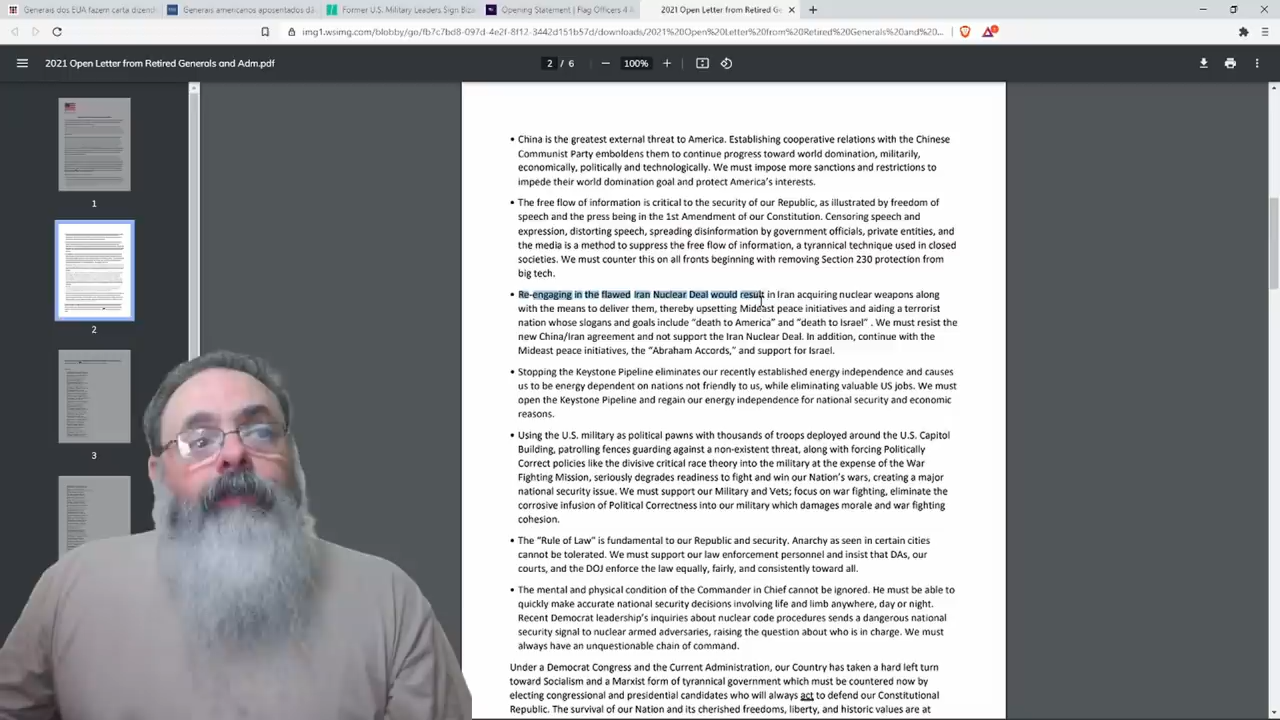 Generais dos EUA fazem carta dizend
Generais americanos aposentados dã
Former U.S. Military Leaders Sign Biza
Opening Statement | Flag Officers 4 A
2021 Open Letter from Retired Ge
img1.wsimg.com/blobby/go/
2021%20Open%20Letter%20from%20Retired%20Generals%20and%20...
2021 Open Letter from Retired Generals and Adm.pdf
2 / 6
100%
1
2
3
• China is the greatest external threat to America. Establishing cooperative relations with the Chinese
Communist Party emboldens them to continue progress toward world domination, militarily,
economically, politically and technologically. We must impose more sanctions and restrictions to
impede their world domination goal and protect America's interests.
• The free flow of information is critical to the security of our Republic, as illustrated by freedom of
speech and the press being in the 1st Amendment of our Constitution. Censoring speech and
expression, distorting speech, spreading disinformation by government officials, private entities, and
the media is a method to suppress the free flow of information, a tyrannical technique used in closed
societies. We must counter this on all fronts beginning with removing Section 230 protection from
big tech.
• Re-engaging in the flawed Iran Nuclear Deal would result in Iran acquiring nuclear weapons along
with the means to deliver them, thereby upsetting Mideast peace initiatives and aiding a terrorist
nation whose slogans and goals include "death to America" and "death to Israel" . We must resist the
new China/Iran agreement and not support the Iran Nuclear Deal. In addition, continue with the
Mideast peace initiatives, the "Abraham Accords," and support for Israel.
• Stopping the Keystone Pipeline eliminates our recently established energy independence and causes
us to be energy dependent on nations not friendly to us, while eliminating valuable US jobs. We must
open the Keystone Pipeline and regain our energy independence for national security and economic
reasons.
• Using the U.S. military as political pawns with thousands of troops deployed around the U.S. Capitol
Building, patrolling fences guarding against a non-existent threat, along with forcing Politically
Correct policies like the divisive critical race theory into the military at the expense of the War
Fighting Mission, seriously degrades readiness to fight and win our Nation's wars, creating a major
national security issue. We must support our Military and Vets; focus on war fighting, eliminate the
corrosive infusion of Political Correctness into our military which damages morale and war fighting
cohesion.
• The "Rule of Law" is fundamental to our Republic and security. Anarchy as seen in certain cities
cannot be tolerated. We must support our law enforcement personnel and insist that DAs, our
courts, and the DOJ enforce the law equally, fairly, and consistently toward all.
• The mental and physical condition of the Commander in Chief cannot be ignored. He must be able to
quickly make accurate national security decisions involving life and limb anywhere, day or night.
Recent Democrat leadership's inquiries about nuclear code procedures sends a dangerous national
security signal to nuclear armed adversaries, raising the question about who is in charge. We must
always have an unquestionable chain of command.
Under a Democrat Congress and the Current Administration, our Country has taken a hard left turn
toward Socialism and a Marxist form of tyrannical government which must be countered now by
electing congressional and presidential candidates who will always act to defend our Constitutional
Republic. The survival of our Nation and its cherished freedoms, liberty, and historic values are at